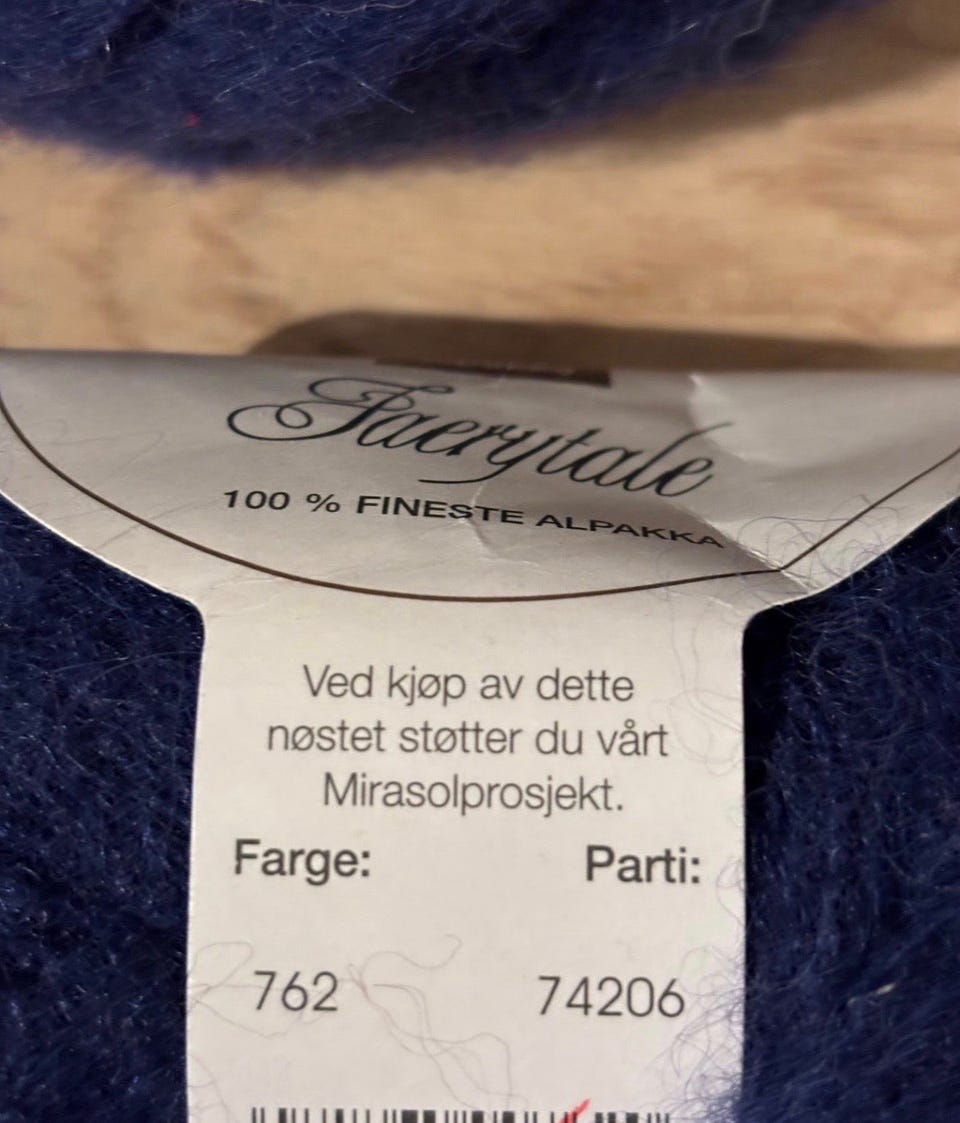 Faerytale
100 % FINESTE ALPAKKA
Ved kjøp av dette
nøstet støtter du vårt
Mirasolprosjekt.
Farge: Parti:
762 74206